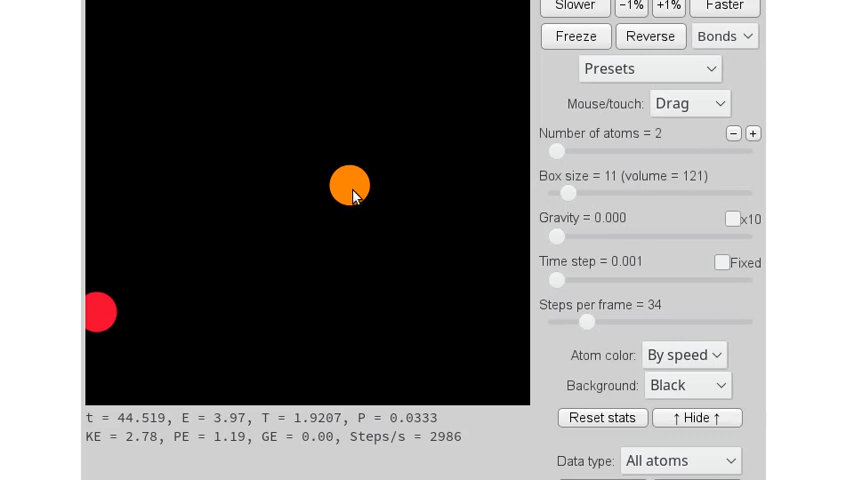 Slower −1% +1% Faster
Freeze Reverse Bonds
Presets
Mouse/touch: Drag
Number of atoms = 2 − +
Box size = 11 (volume = 121)
Gravity = 0.000 x10
Time step = 0.001 Fixed
Steps per frame = 34
Atom color: By speed
Background: Black
Reset stats ↑ Hide ↑
Data type: All atoms
t = 44.519, E = 3.97, T = 1.9207, P = 0.0333
KE = 2.78, PE = 1.19, GE = 0.00, Steps/s = 2986